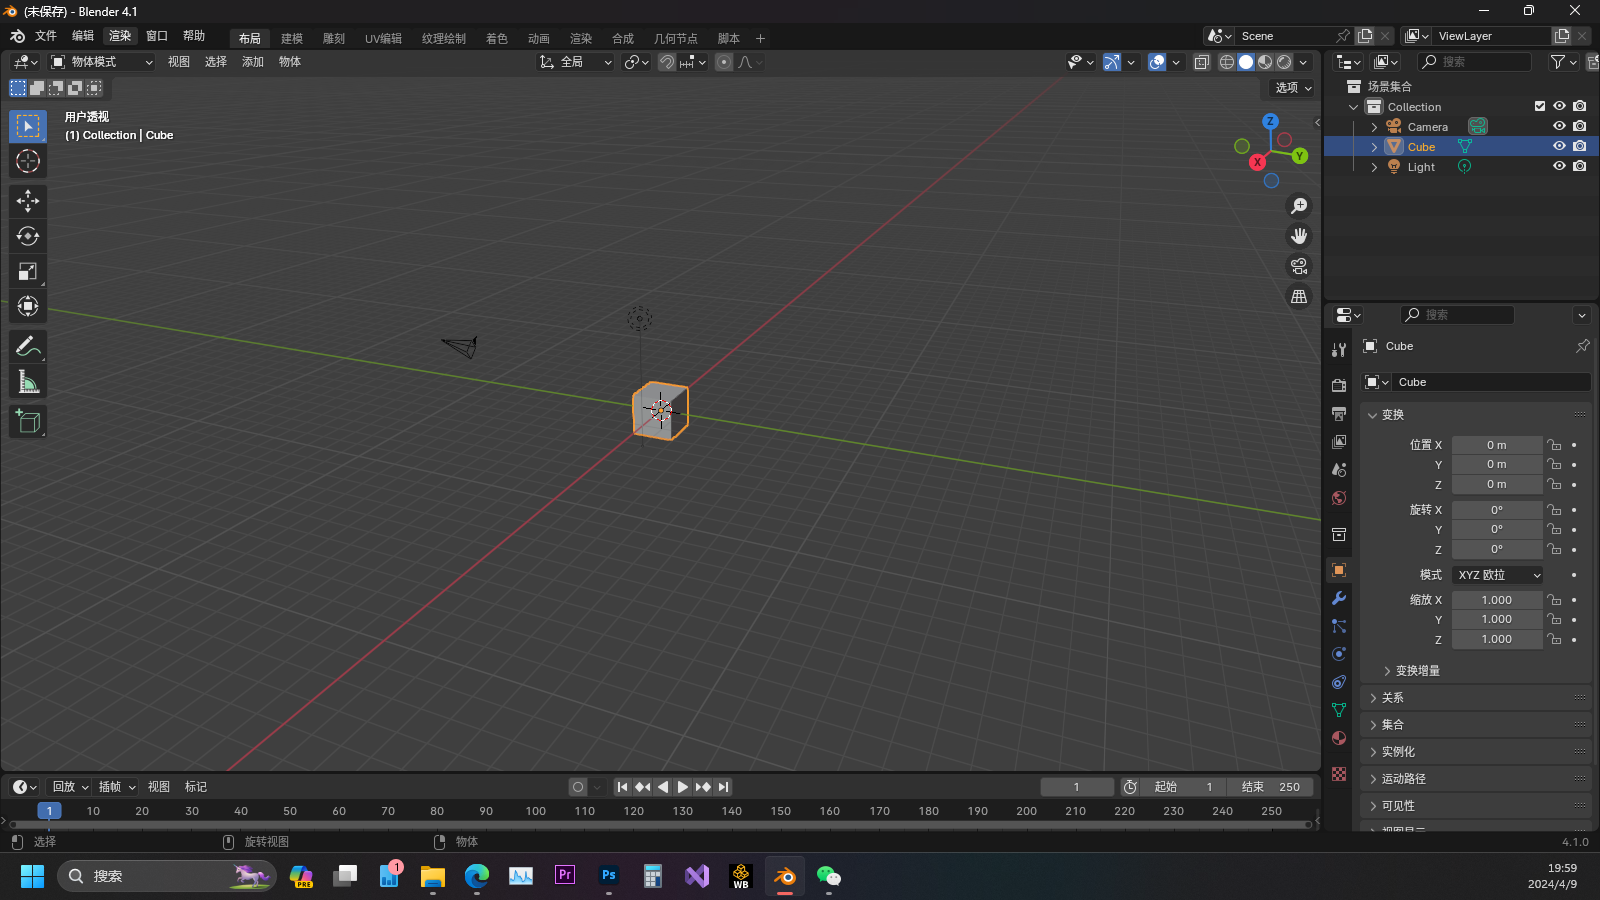 (未保存) - Blender 4.1
文件 编辑 渲染 窗口 帮助
布局 建模 雕刻 UV编辑 纹理绘制 着色 动画 渲染 合成 几何节点 脚本 +
Scene
ViewLayer
物体模式 视图 选择 添加 物体
全局
选项
用户透视
(1) Collection | Cube
Z
Y
X
搜索
场景集合
Collection
Camera
Cube
Light
搜索
Cube
Cube
变换
位置 X 0 m
Y 0 m
Z 0 m
旋转 X 0°
Y 0°
Z 0°
模式 XYZ 欧拉
缩放 X 1.000
Y 1.000
Z 1.000
变换增量
关系
集合
实例化
运动路径
可见性
回放 插帧 视图 标记
1
起始 1
结束 250
1 10 20 30 40 50 60 70 80 90 100 110 120 130 140 150 160 170 180 190 200 210 220 230 240 250
选择 旋转视图 物体
4.1.0
搜索
PRE
1
Pr
Ps
WB
19:59
2024/4/9